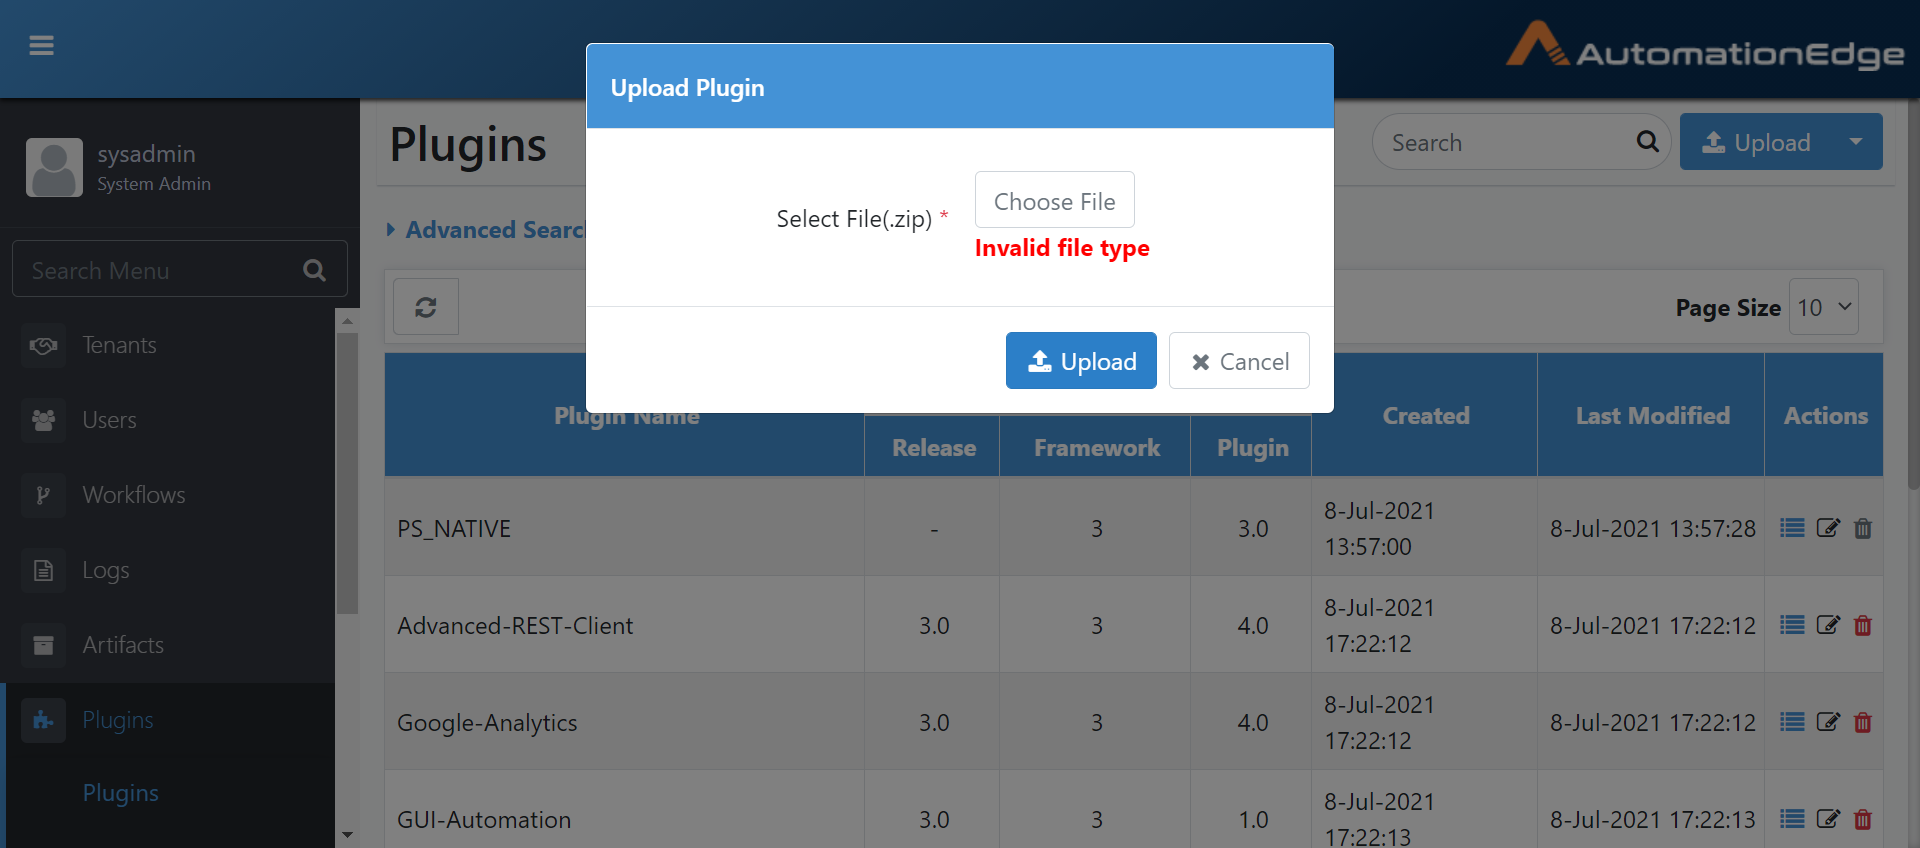 AutomationEdge
Upload Plugin
Select File(.zip) *
Choose File
Invalid file type
Upload
Cancel
sysadmin
System Admin
Search Menu
Tenants
Users
Workflows
Logs
Artifacts
Plugins
Plugins
Plugins
Search
Upload
Advanced Searc
Page Size 10
Plugin Name
Created
Last Modified
Actions
Release
Framework
Plugin
PS_NATIVE - 3 3.0 8-Jul-2021 13:57:00 8-Jul-2021 13:57:28
Advanced-REST-Client 3.0 3 4.0 8-Jul-2021 17:22:12 8-Jul-2021 17:22:12
Google-Analytics 3.0 3 4.0 8-Jul-2021 17:22:12 8-Jul-2021 17:22:12
GUI-Automation 3.0 3 1.0 8-Jul-2021 17:22:13 8-Jul-2021 17:22:13